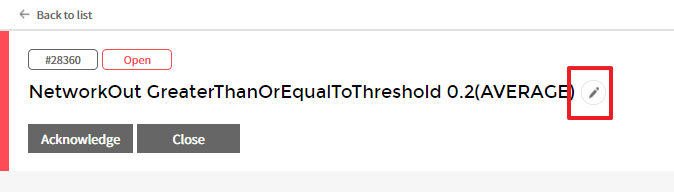 Back to list
#28360 Open
NetworkOut GreaterThanOrEqualToThreshold 0.2(AVERAGE)
Acknowledge Close